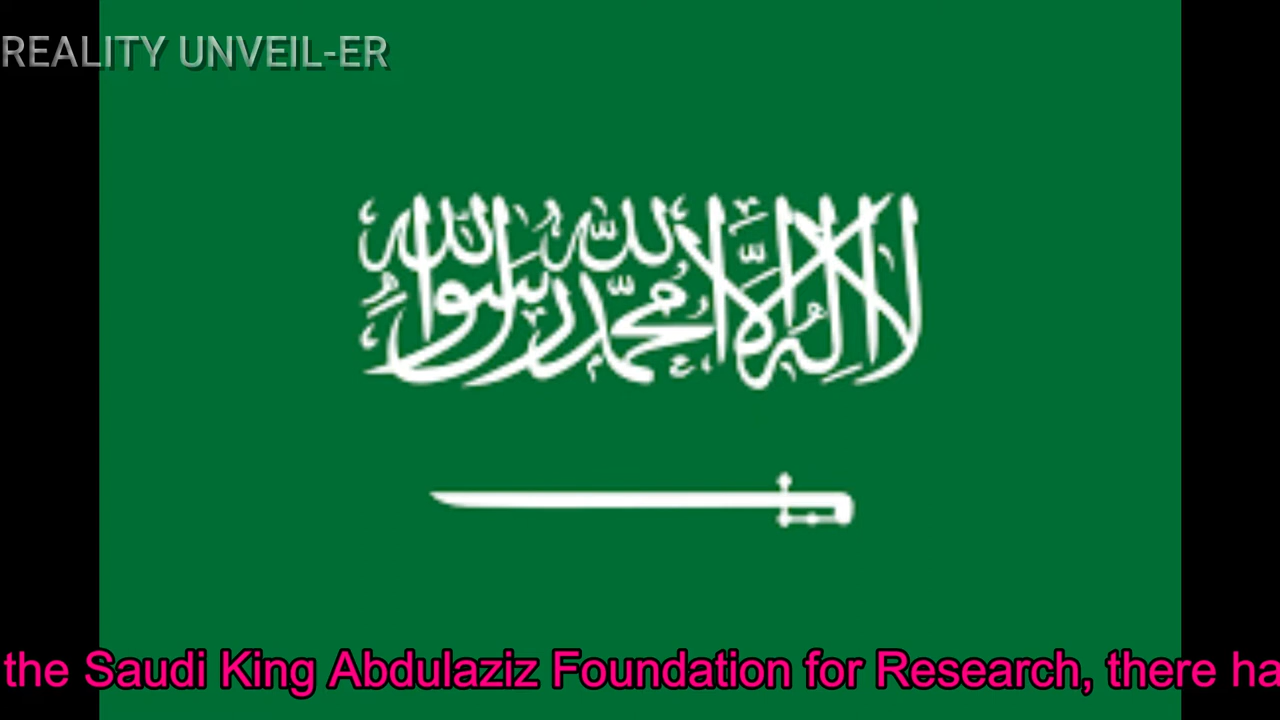 REALITY UNVEIL-ER
لا إله إلا الله محمد رسول الله
the Saudi King Abdulaziz Foundation for Research, there ha